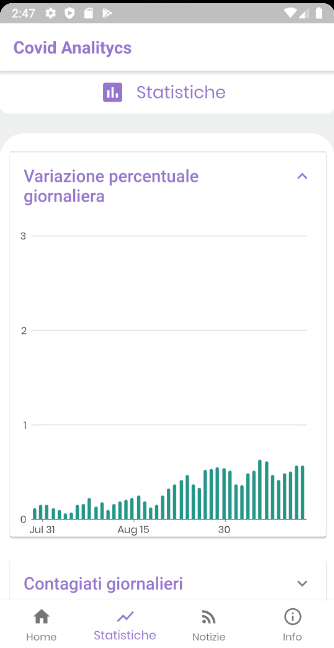 2:47
Covid Analitycs
Statistiche
Variazione percentuale
giornaliera
3
2
1
0
Jul 31 Aug 15 30
Contagiati giornalieri
Home Statistiche Notizie Info